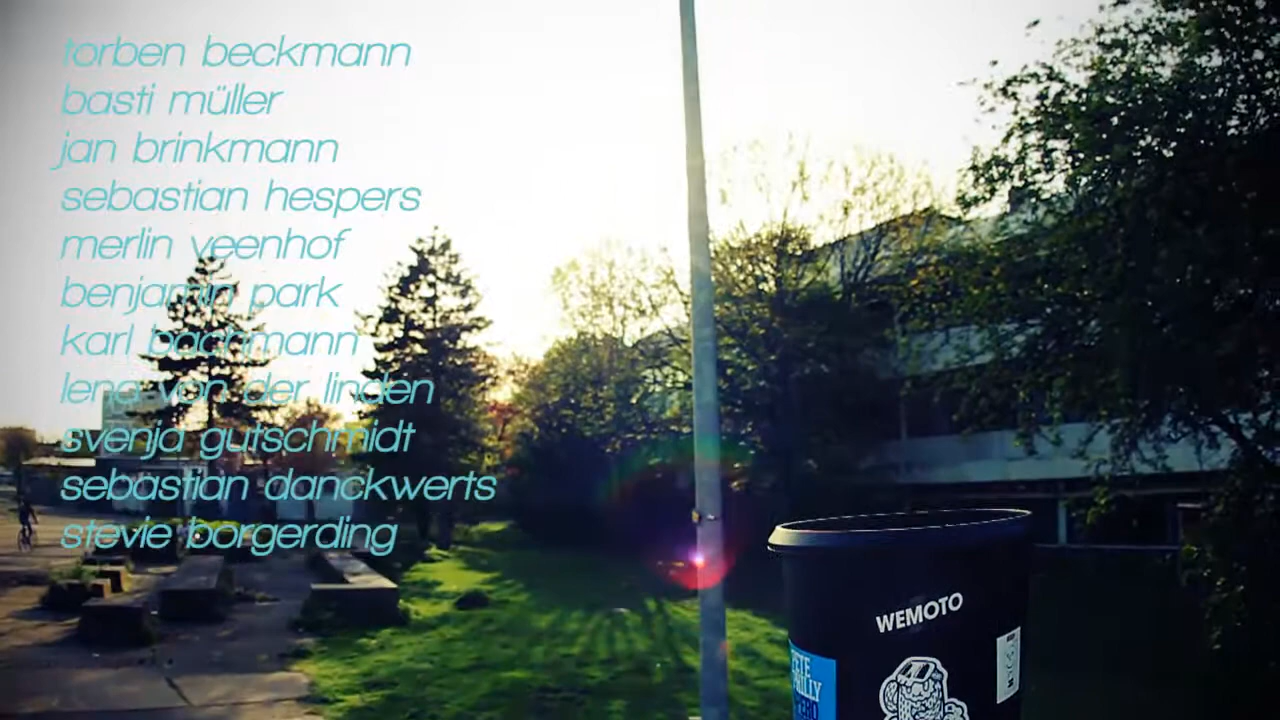 torben beckmann
basti müller
jan brinkmann
sebastian hespers
merlin veenhof
benjamin park
karl bachmann
lena von der linden
svenja gutschmidt
sebastian danckwerts
stevie borgerding
WEMOTO